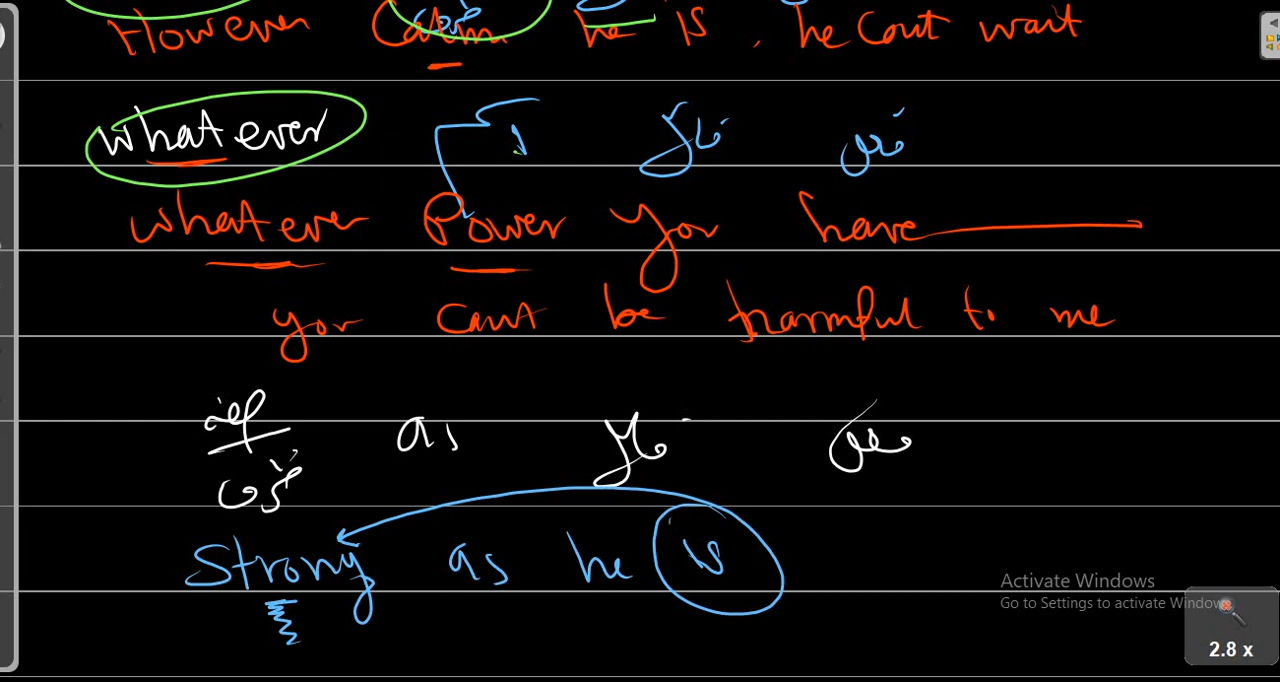 However Calm he is , he cant wait
whatever
whatever Power you have
you cant be harmful to me
as
Strong as he is
Activate Windows
Go to Settings to activate Windows
2.8 x